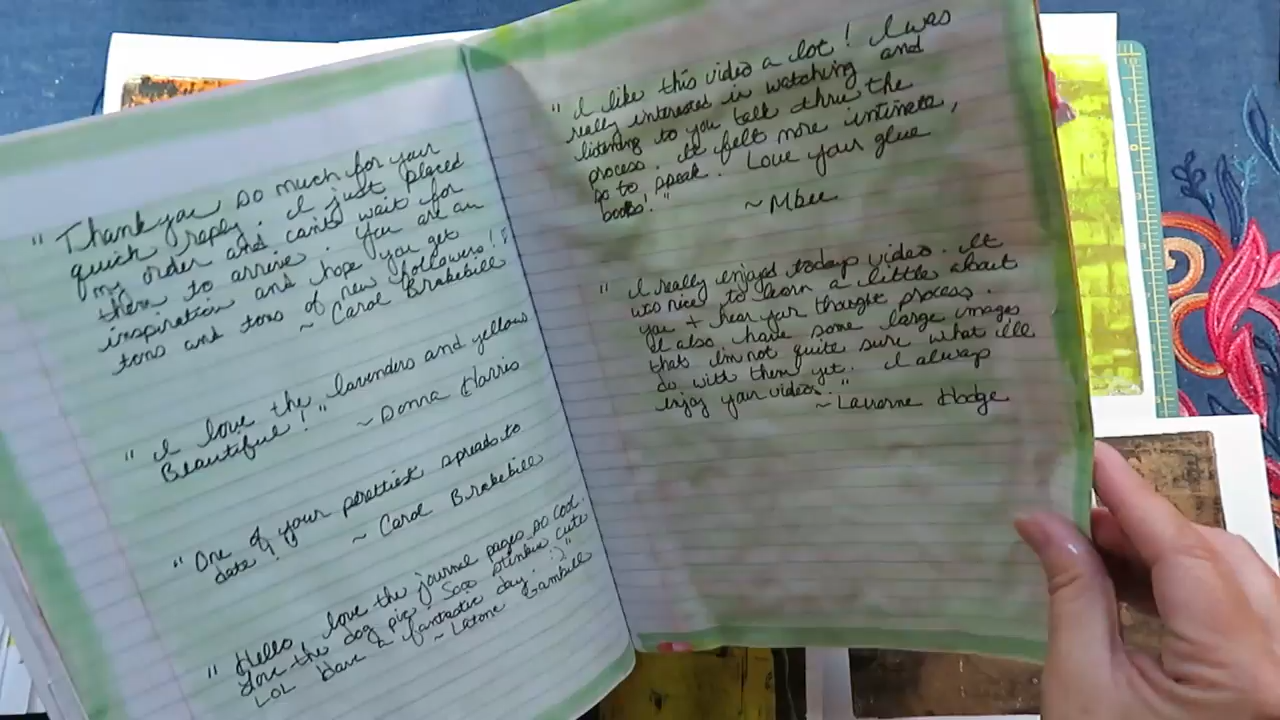 " Thank you so much for your
quick reply. I just placed
my order and can't wait for
them to arrive. You are an
inspiration and hope you get
tons and tons of new followers!!
~ Carol Brakebill
" I love the lavenders and yellows
Beautiful! "
~ Donna Harris
" One of your prettiest spreads to
date!
~ Carol Brakebill
" Hello, love the journal pages so cool.
love the dog pic! Sooo stinkin cute
LOL Have a fantastic day. :)"
~ Latone Gambill
" I like this video a lot! I was
really interested in watching and
listening to you talk thru the
process. It felt more intimate,
so to speak. Love your glue
books! "
~ Mbee
" I really enjoyed todays video. It
was nice to learn a little about
you + hear your thought process.
I also have some large images
that I'm not quite sure what I'll
do with them yet. I always
enjoy your videos. "
~ Laverne Hodge